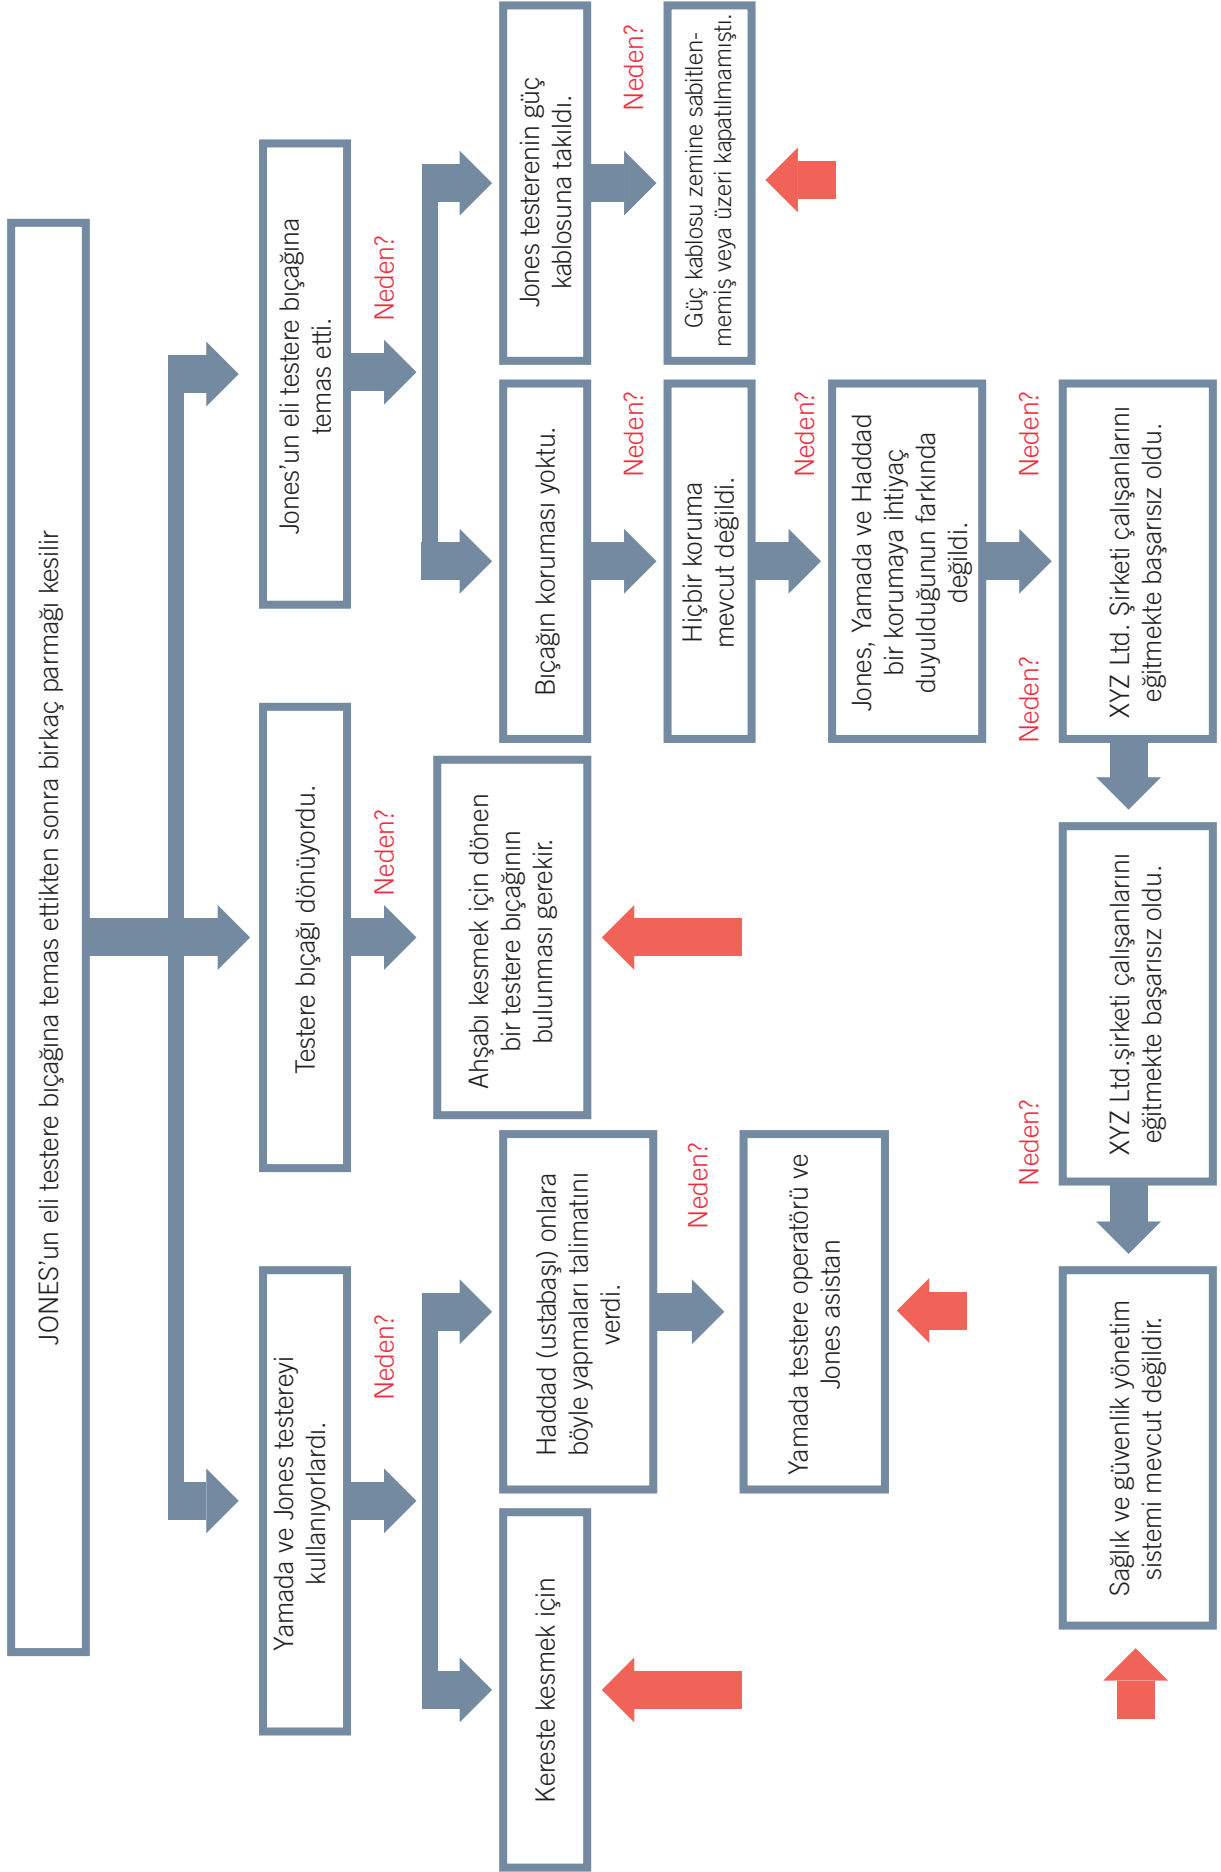 JONES’un eli testere bıçağına temas ettikten sonra birkaç parmağı kesilir
Yamada ve Jones testereyi
kullanıyorlardı.
Neden?
Kereste kesmek için
Haddad (ustabaşı) onlara
böyle yapmaları talimatını
verdi.
Neden?
Yamada testere operatörü ve
Jones asistan
Testere bıçağı dönüyordu.
Neden?
Ahşabı kesmek için dönen
bir testere bıçağının
bulunması gerekir.
Jones’un eli testere bıçağına
temas etti.
Neden?
Bıçağın koruması yoktu.
Neden?
Hiçbir koruma
mevcut değildi.
Neden?
Jones, Yamada ve Haddad
bir korumaya ihtiyaç
duyulduğunun farkında
değildi.
Neden?
Jones testerenin güç
kablosuna takıldı.
Neden?
Güç kablosu zemine sabitlen-
memiş veya üzeri kapatılmamıştı.
XYZ Ltd. Şirketi çalışanlarını
eğitmekte başarısız oldu.
Neden?
XYZ Ltd.şirketi çalışanlarını
eğitmekte başarısız oldu.
Neden?
Sağlık ve güvenlik yönetim
sistemi mevcut değildir.